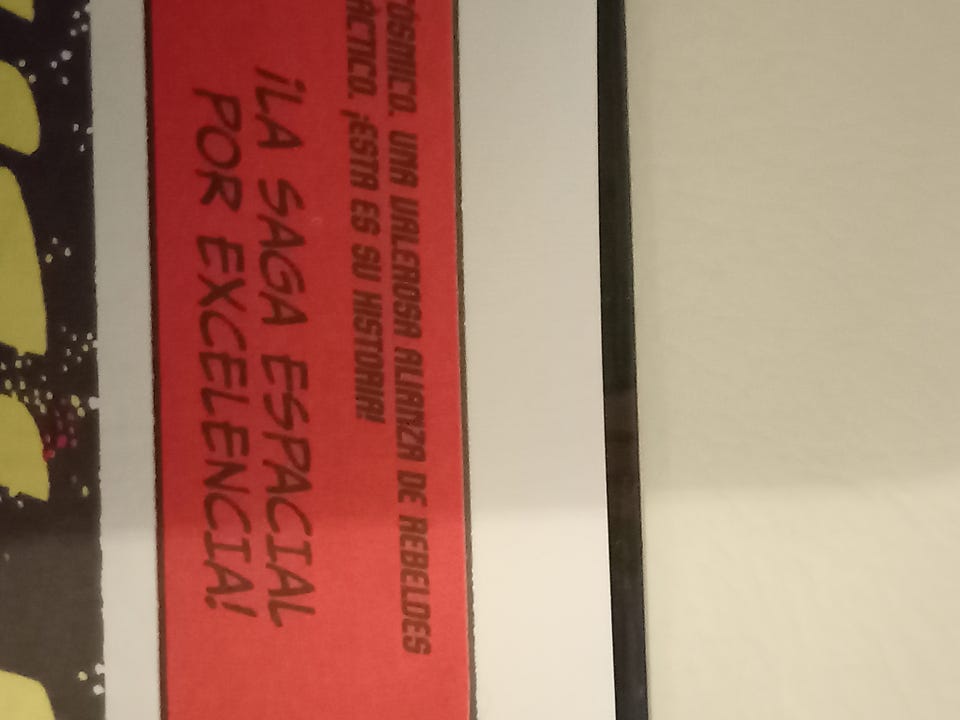 UNA VALEROSA ALIANZA DE REBELDES
¡ESTA ES SU HISTORIA!
¡LA SAGA ESPACIAL
POR EXCELENCIA!